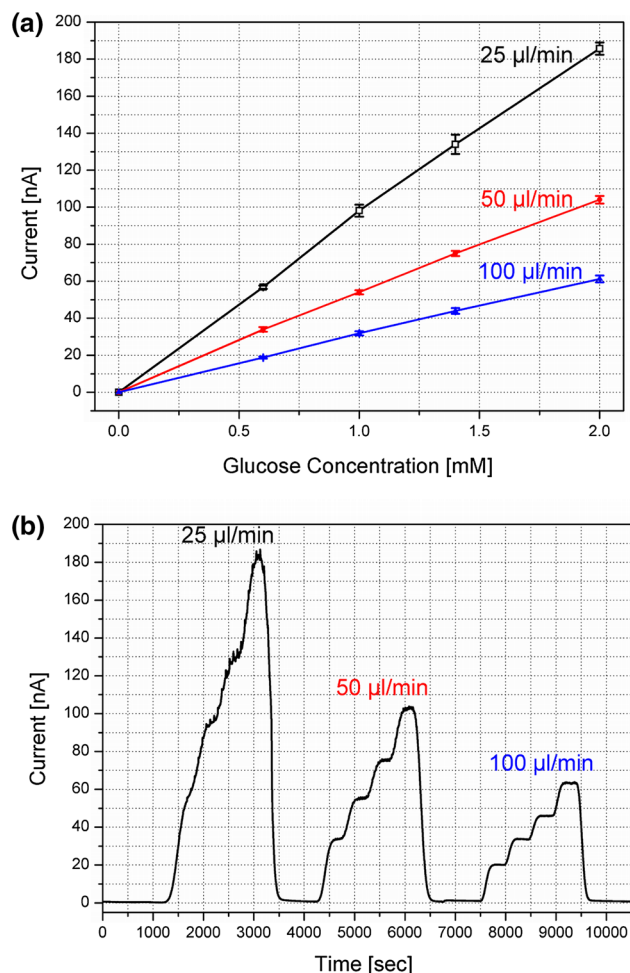 (a)
200
180
160
140
120
100
80
60
40
20
0
Current [nA]
25 µl/min
50 µl/min
100 µl/min
0.0 0.5 1.0 1.5 2.0
Glucose Concentration [mM]
(b)
200
180
160
140
120
100
80
60
40
20
0
Current [nA]
25 µl/min
50 µl/min
100 µl/min
0 1000 2000 3000 4000 5000 6000 7000 8000 9000 10000
Time [sec]